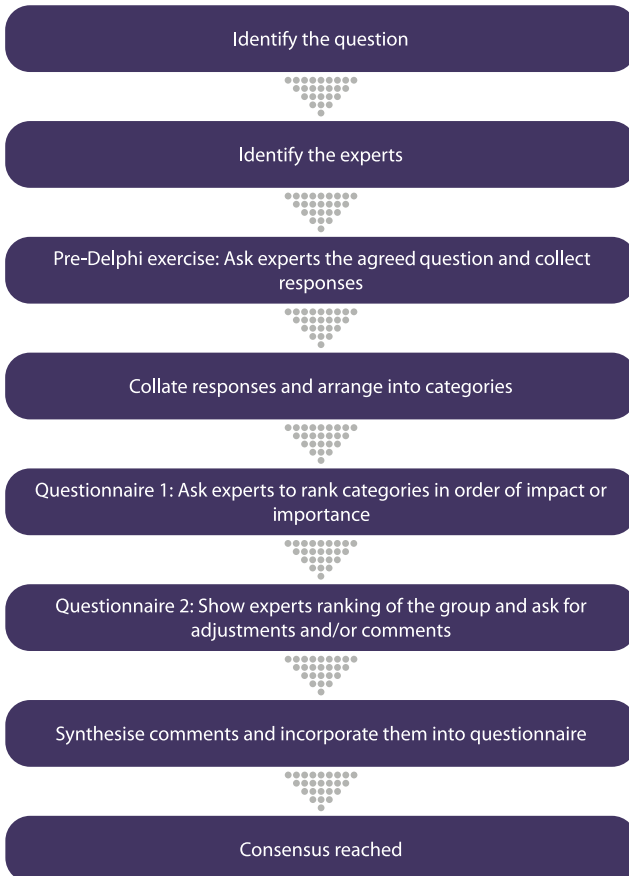 Identify the question
Identify the experts
Pre-Delphi exercise: Ask experts the agreed question and collect
responses
Collate responses and arrange into categories
Questionnaire 1: Ask experts to rank categories in order of impact or
importance
Questionnaire 2: Show experts ranking of the group and ask for
adjustments and/or comments
Synthesise comments and incorporate them into questionnaire
Consensus reached